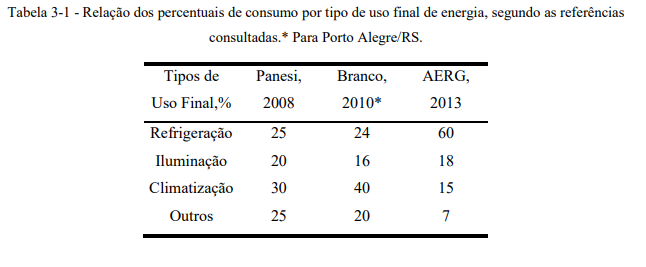 Tabela 3-1 - Relação dos percentuais de consumo por tipo de uso final de energia, segundo as referências
consultadas.* Para Porto Alegre/RS.
Tipos de Panesi, Branco, AERG,
Uso Final,% 2008 2010* 2013
Refrigeração 25 24 60
Iluminação 20 16 18
Climatização 30 40 15
Outros 25 20 7